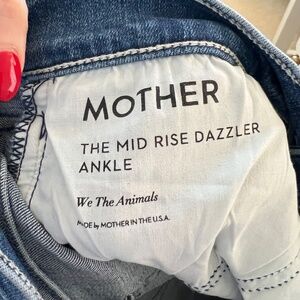 MOTHER
THE MID RISE DAZZLER
ANKLE
We The Animals
MADE by MOTHER IN THE U.S.A.